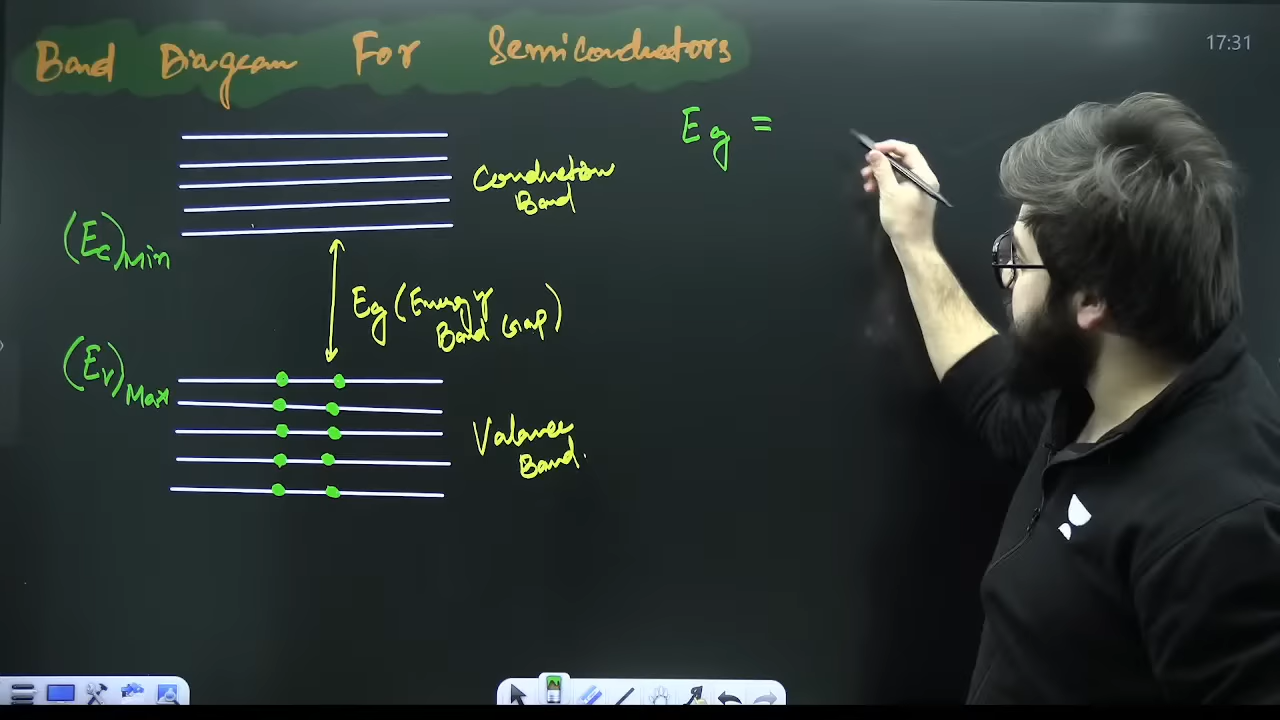 Band Diagram For Semiconductors
17:31
Eg =
Conduction
Band
(Ec)Min
Eg (Energy
Band Gap)
(Ev)Max
Valance
Band.